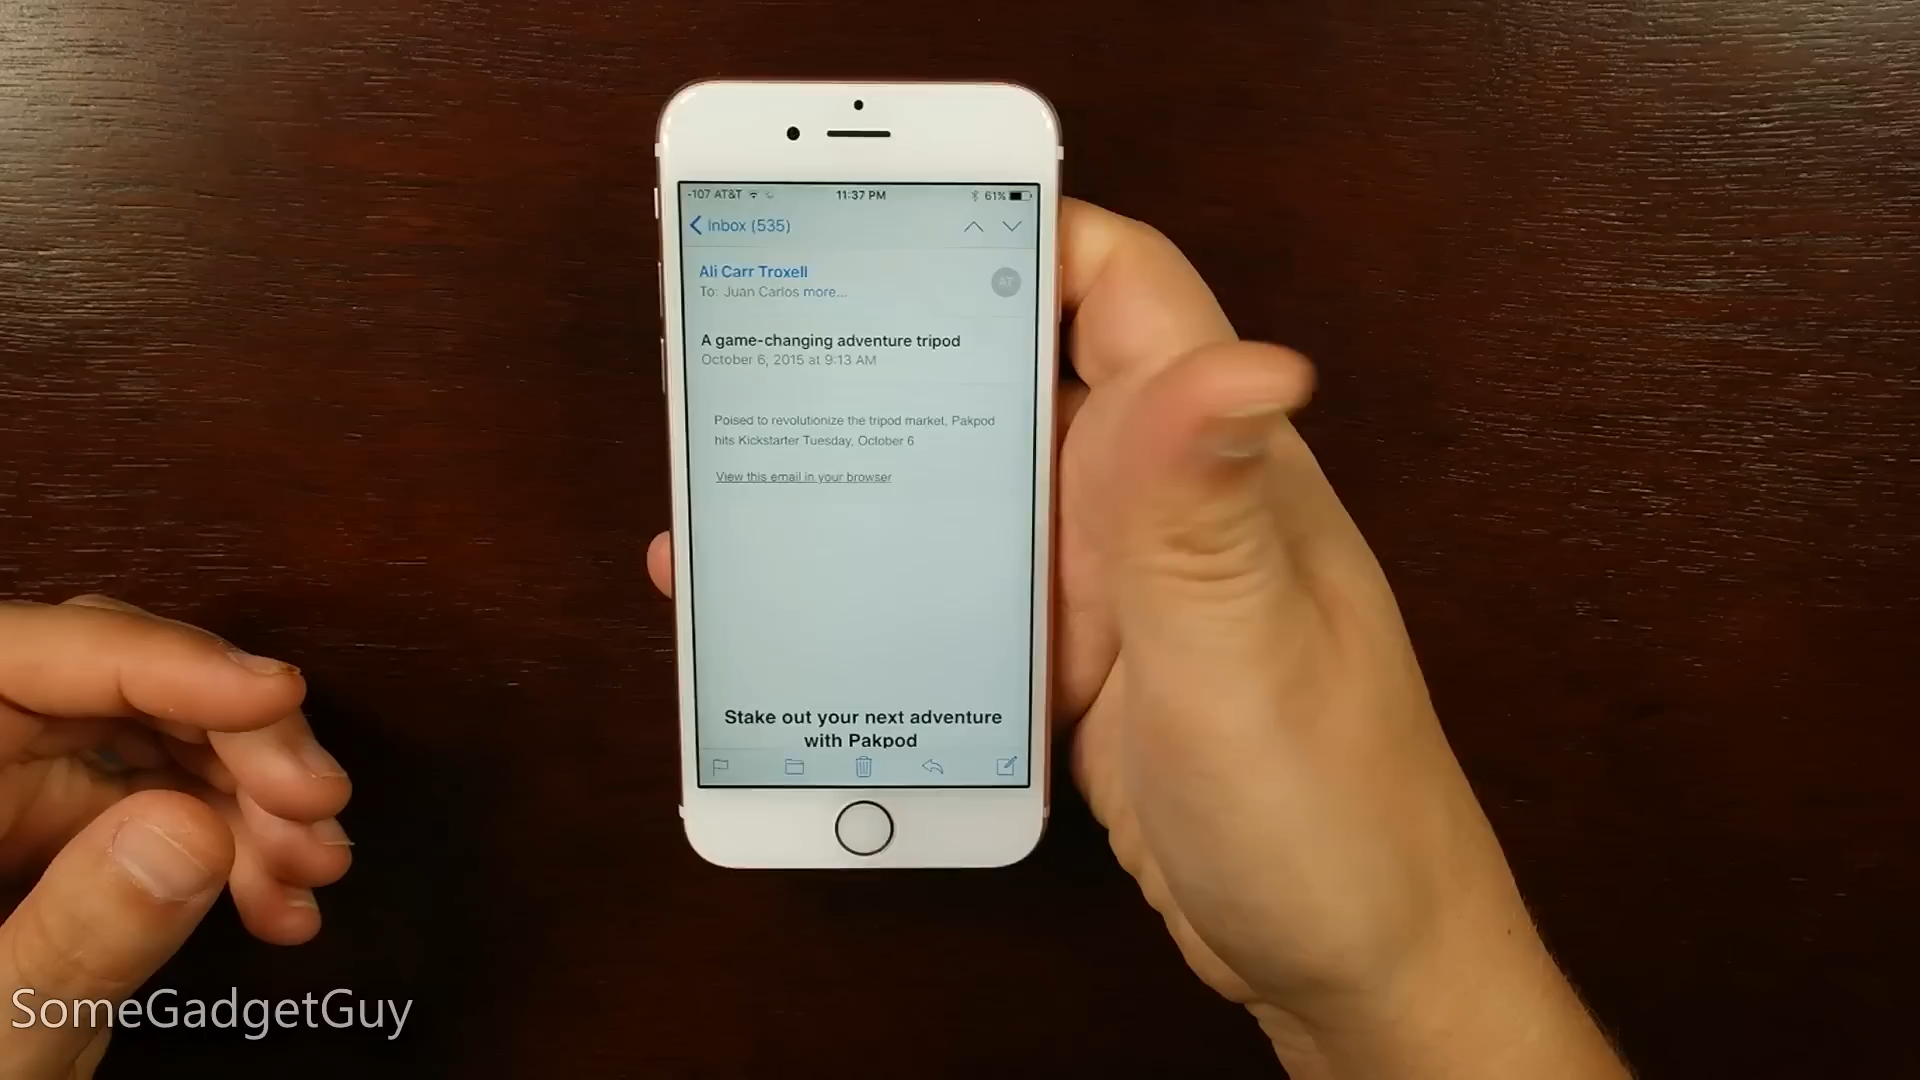 -107 AT&T 11:37 PM 61%
Inbox (535)
Ali Carr Troxell
AT
To: Juan Carlos more...
A game-changing adventure tripod
October 6, 2015 at 9:13 AM
Poised to revolutionize the tripod market, Pakpod
hits Kickstarter Tuesday, October 6
View this email in your browser
Stake out your next adventure
with Pakpod
SomeGadgetGuy